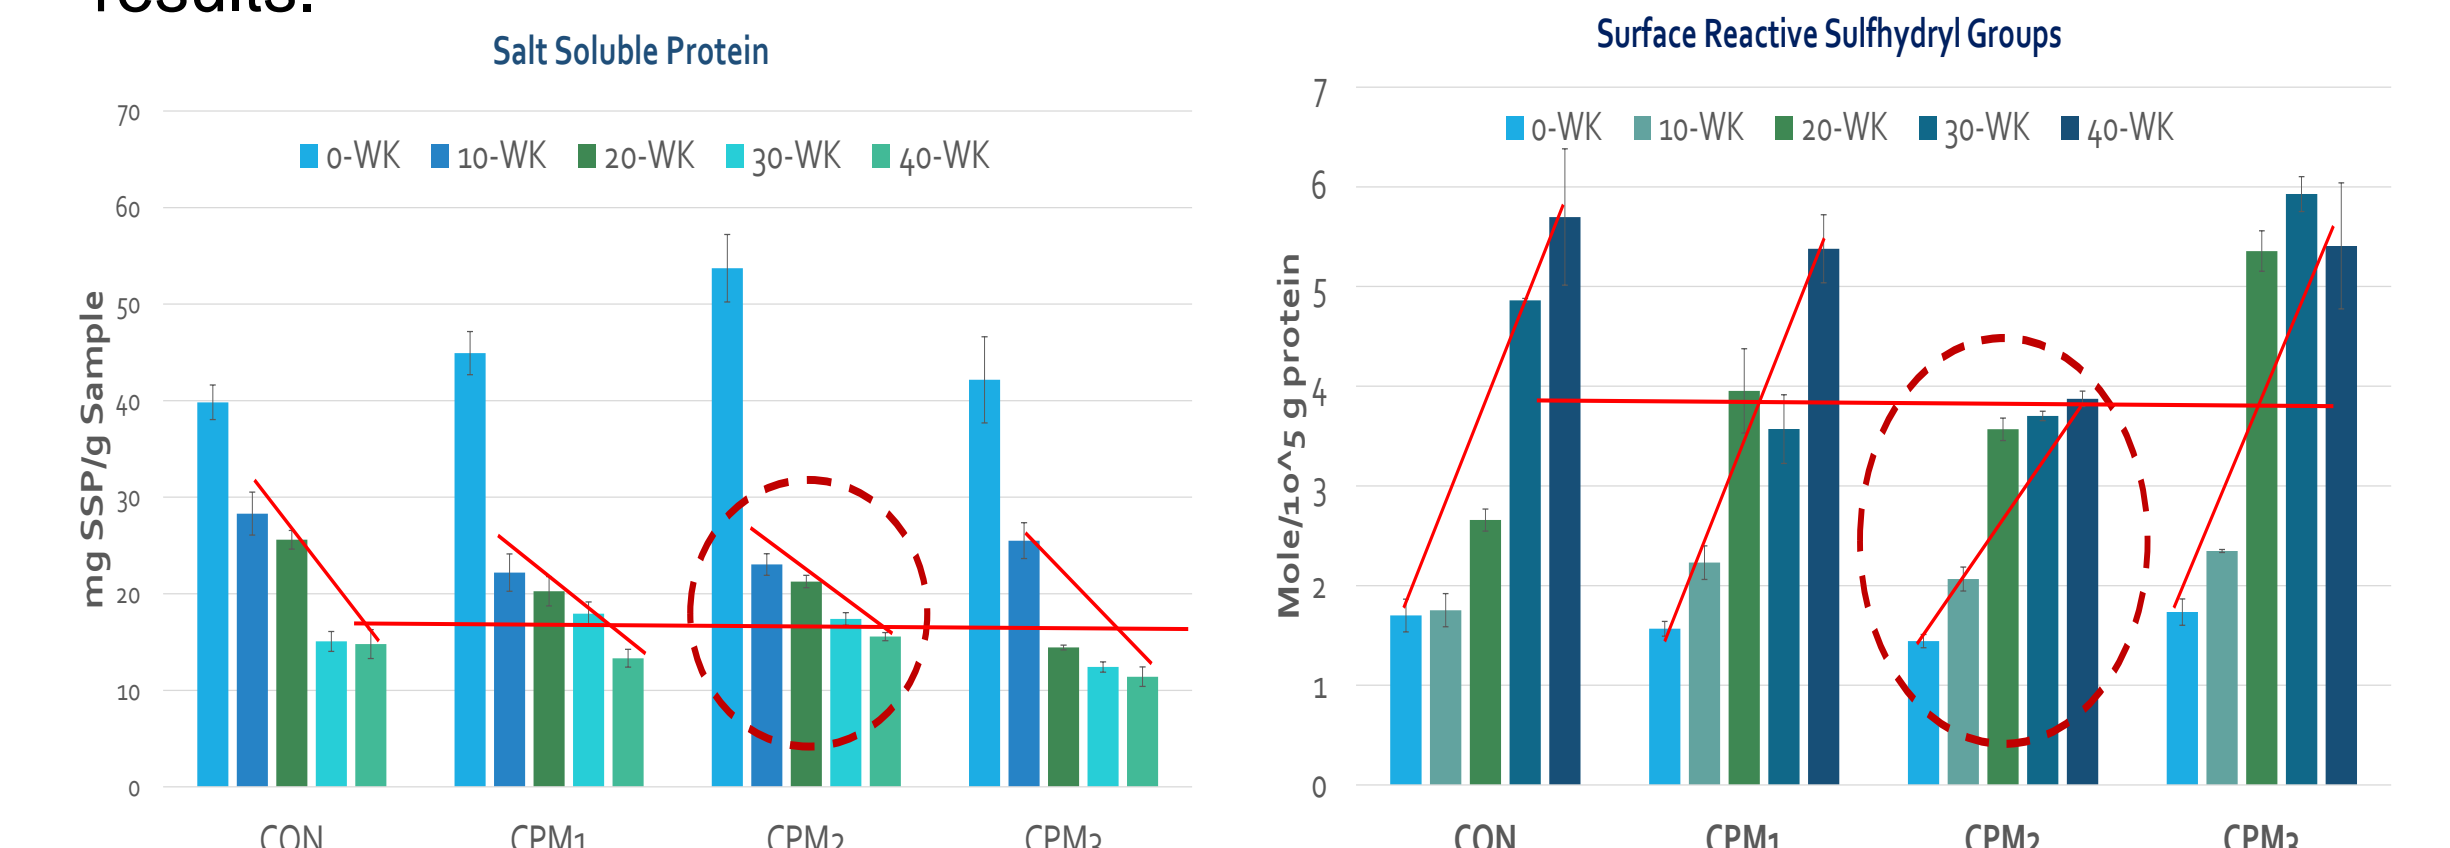 results.
Salt Soluble Protein
70
60
50
40
30
20
10
0
mg SSP/g Sample
0-WK 10-WK 20-WK 30-WK 40-WK
CON CPM1 CPM2 CPM3
Surface Reactive Sulfhydryl Groups
7
6
5
4
3
2
1
0
Mole/10^5 g protein
0-WK 10-WK 20-WK 30-WK 40-WK
CON CPM1 CPM2 CPM3